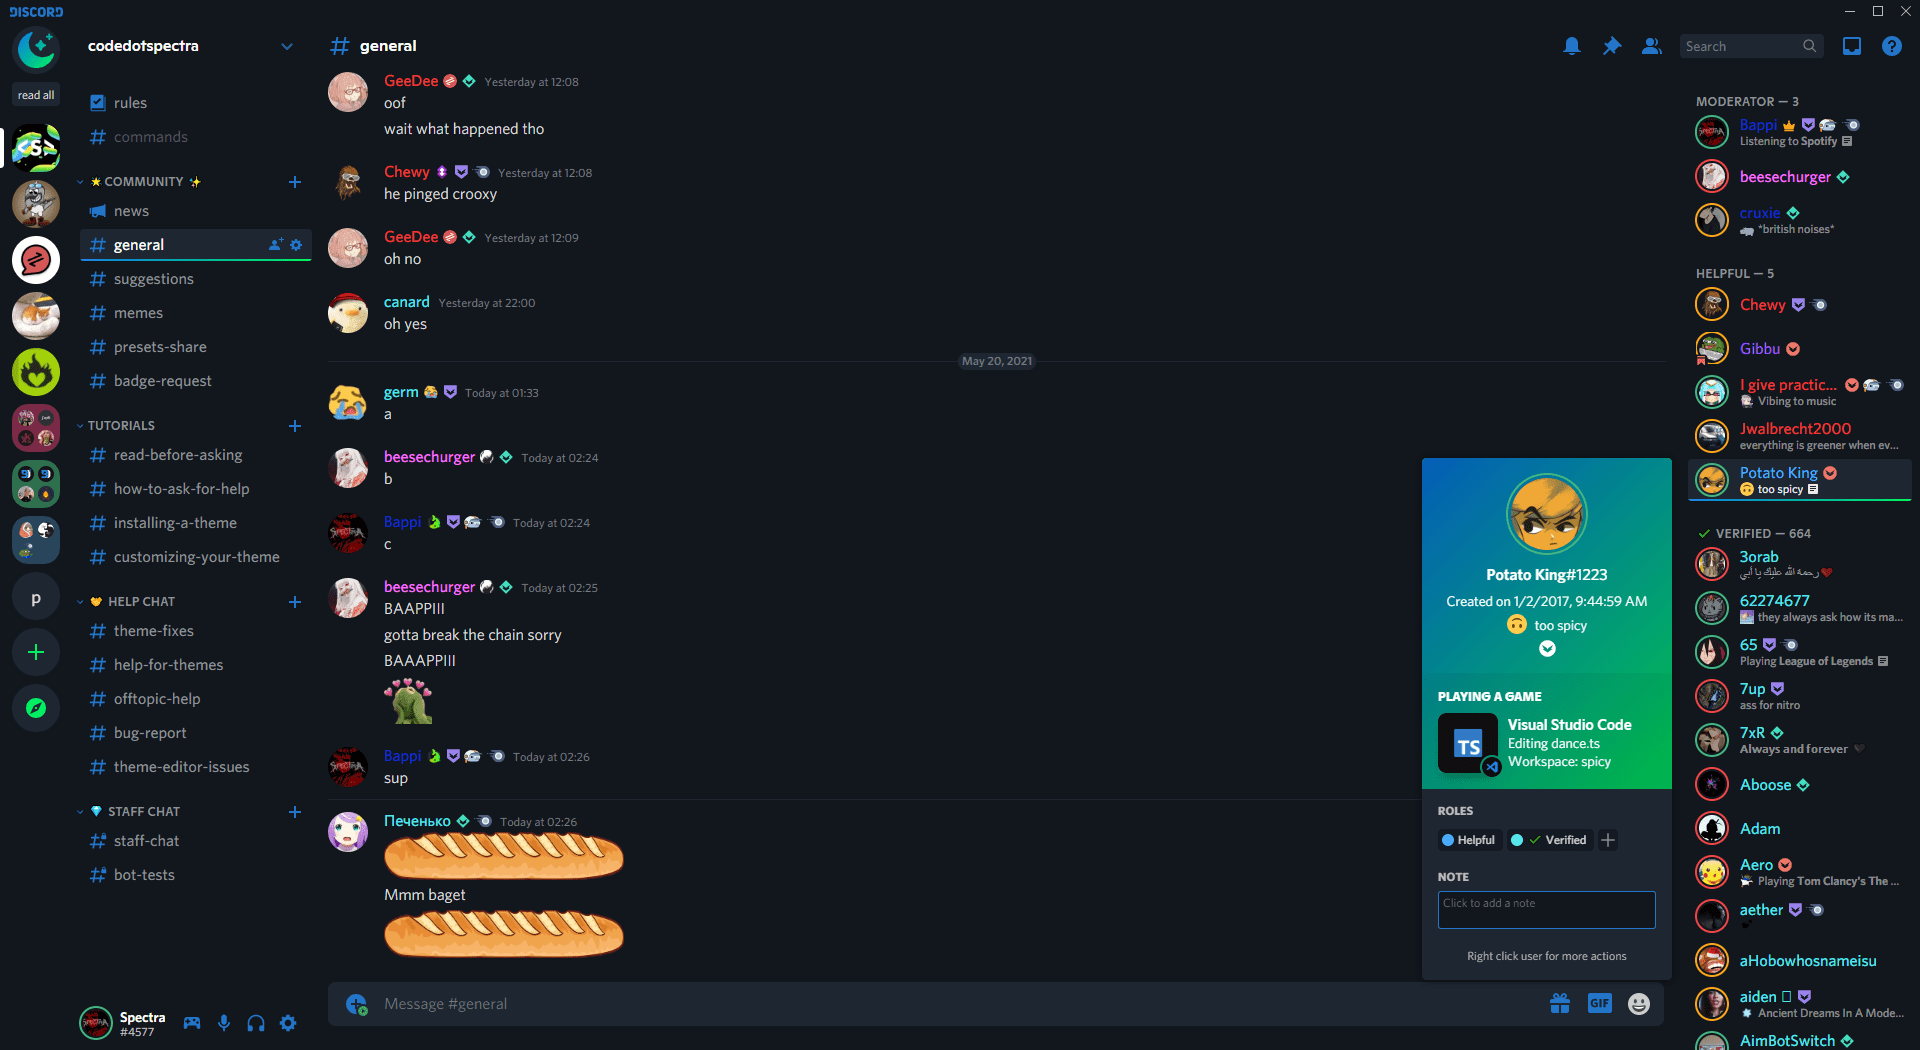 DISCORD
read all
p
codedotspectra
rules
commands
COMMUNITY
news
general
suggestions
memes
presets-share
badge-request
TUTORIALS
read-before-asking
how-to-ask-for-help
installing-a-theme
customizing-your-theme
HELP CHAT
theme-fixes
help-for-themes
offtopic-help
bug-report
theme-editor-issues
STAFF CHAT
staff-chat
bot-tests
Spectra
#4577
# general
Search
GeeDee Yesterday at 12:08
oof
wait what happened tho
Chewy Yesterday at 12:08
he pinged crooxy
GeeDee Yesterday at 12:09
oh no
canard Yesterday at 22:00
oh yes
May 20, 2021
germ Today at 01:33
a
beesechurger Today at 02:24
b
Bappi Today at 02:24
c
beesechurger Today at 02:25
BAAPPIII
gotta break the chain sorry
BAAAPPIII
Bappi Today at 02:26
sup
Печенько Today at 02:26
Mmm baget
Message #general
GIF
Potato King#1223
Created on 1/2/2017, 9:44:59 AM
too spicy
PLAYING A GAME
TS
Visual Studio Code
Editing dance.ts
Workspace: spicy
ROLES
Helpful
Verified
NOTE
Click to add a note
Right click user for more actions
MODERATOR — 3
Bappi
Listening to Spotify
beesechurger
cruxie
*british noises*
HELPFUL — 5
Chewy
Gibbu
I give practic...
Vibing to music
Jwalbrecht2000
everything is greener when ev...
Potato King
too spicy
VERIFIED — 664
3orab
رحمة الله عليك يا أبي
62274677
they always ask how its ma...
65
Playing League of Legends
7up
ass for nitro
7xR
Always and forever
Aboose
Adam
Aero
Playing Tom Clancy's The ...
aether
aHobowhosnameisu
aiden
Ancient Dreams In A Mode...
AimBotSwitch